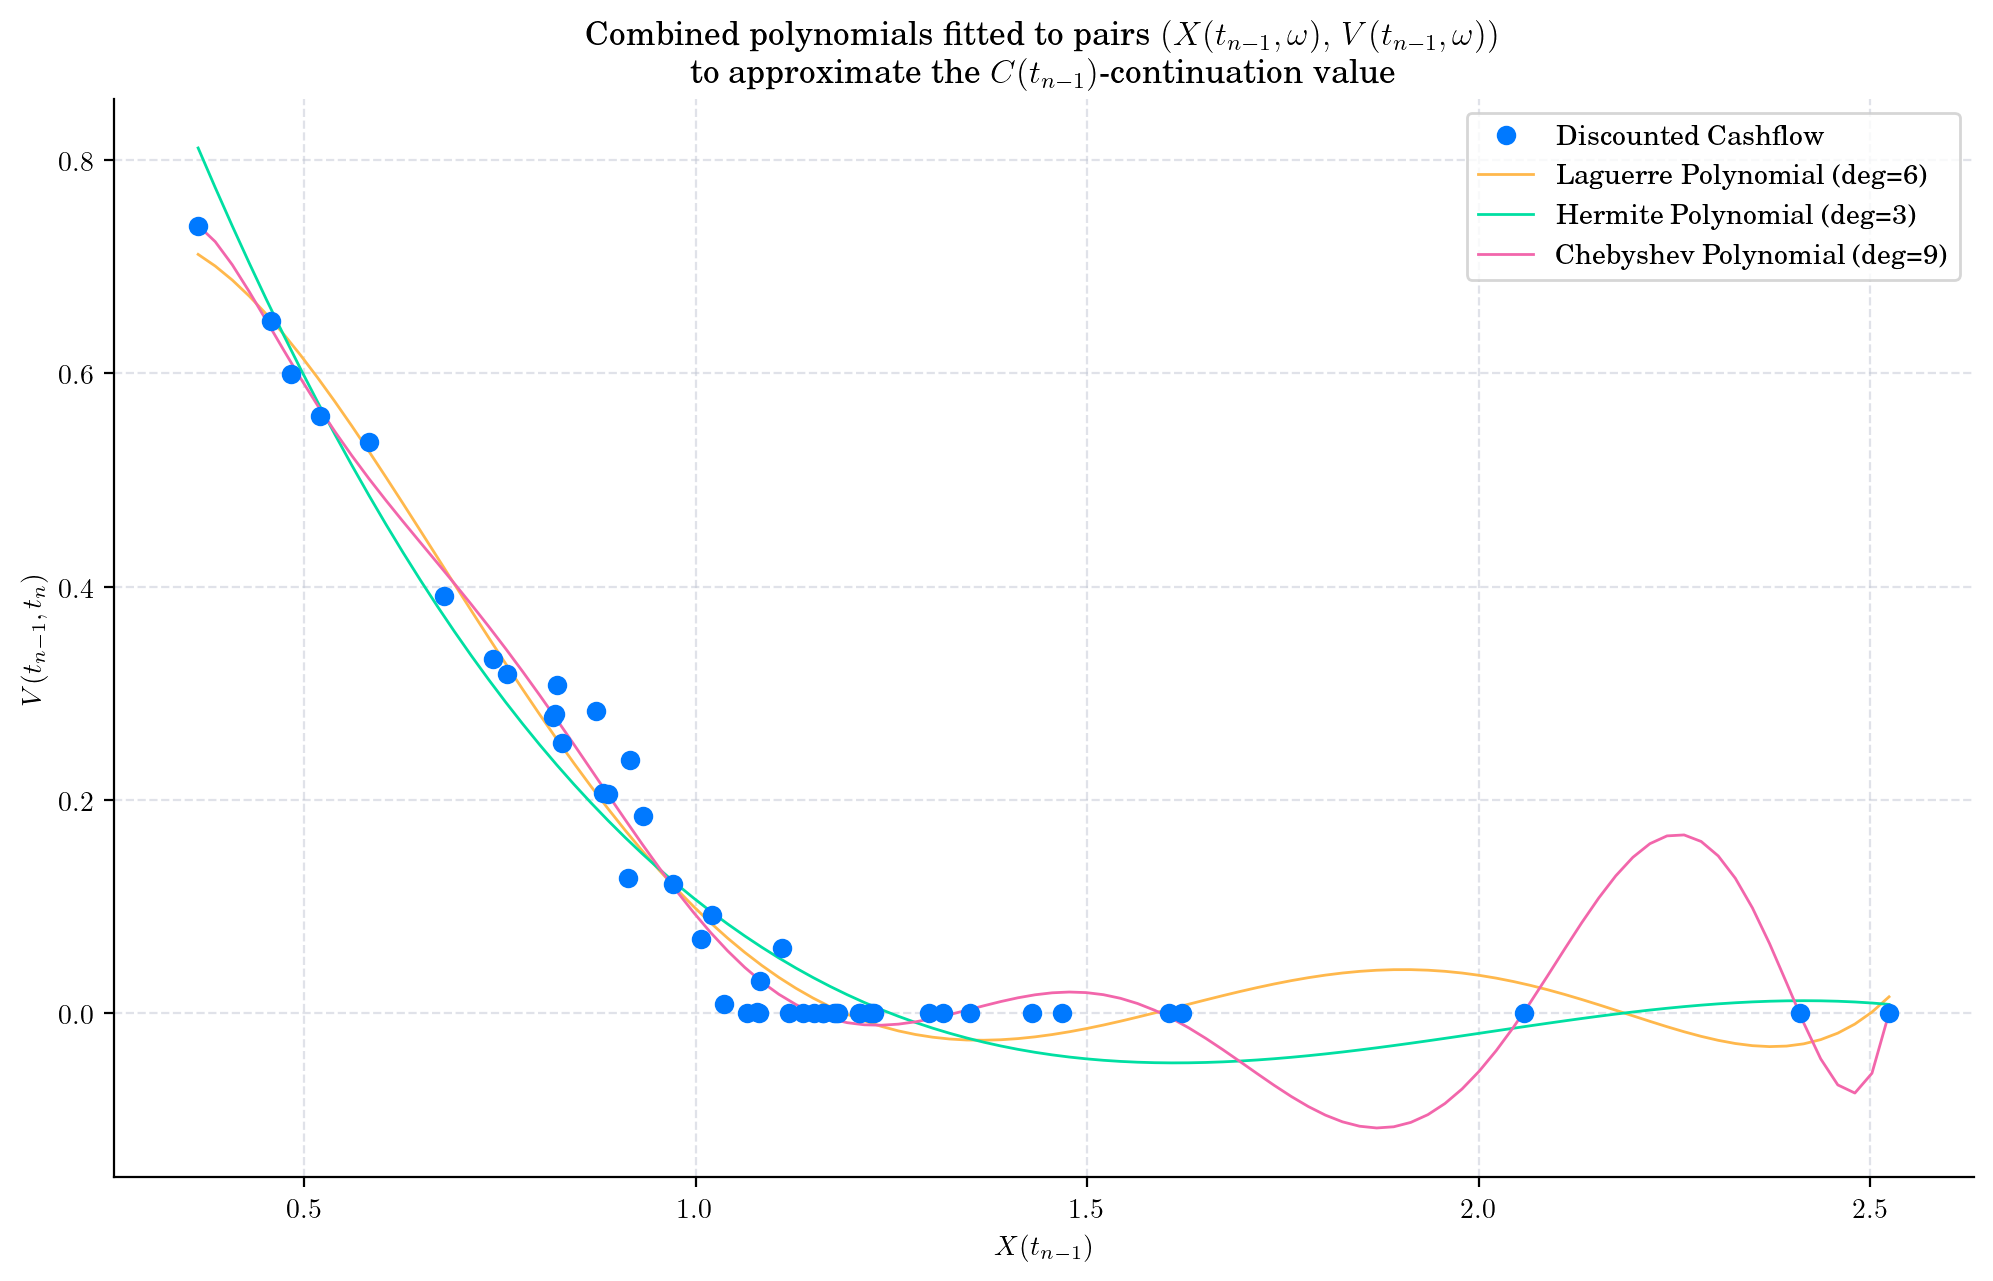 Combined polynomials fitted to pairs $(X(t_{n-1}, \omega), V(t_{n-1}, \omega))$
to approximate the $C(t_{n-1})$-continuation value
Discounted Cashflow
Laguerre Polynomial (deg=6)
Hermite Polynomial (deg=3)
Chebyshev Polynomial (deg=9)
$V(t_{n-1}, t_n)$
0.8
0.6
0.4
0.2
0.0
0.5
1.0
1.5
2.0
2.5
$X(t_{n-1})$